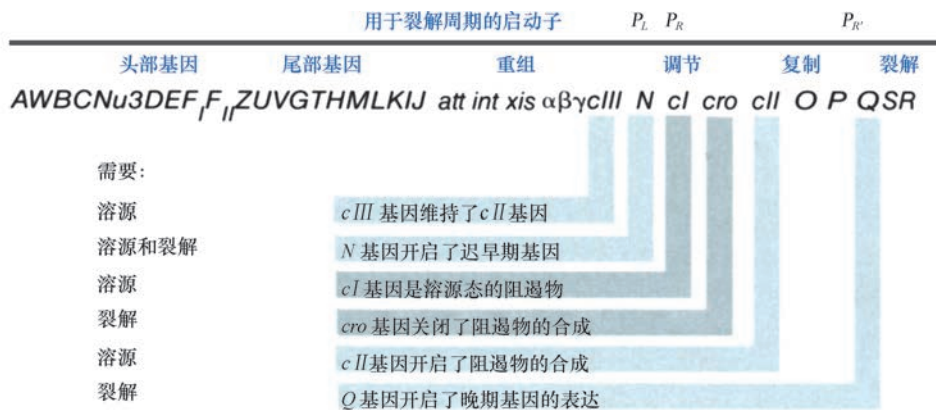 用于裂解周期的启动子 P_L P_R P_R'
头部基因 尾部基因 重组 调节 复制 裂解
AWBCNu3DEF_IF_IIZUVGTHMLKIJ att int xis αβγcIII N cI cro cII O P QSR
需要:
溶源 cIII 基因维持了cII基因
溶源和裂解 N 基因开启了迟早期基因
溶源 cI 基因是溶源态的阻遏物
裂解 cro 基因关闭了阻遏物的合成
溶源 cII基因开启了阻遏物的合成
裂解 Q 基因开启了晚期基因的表达